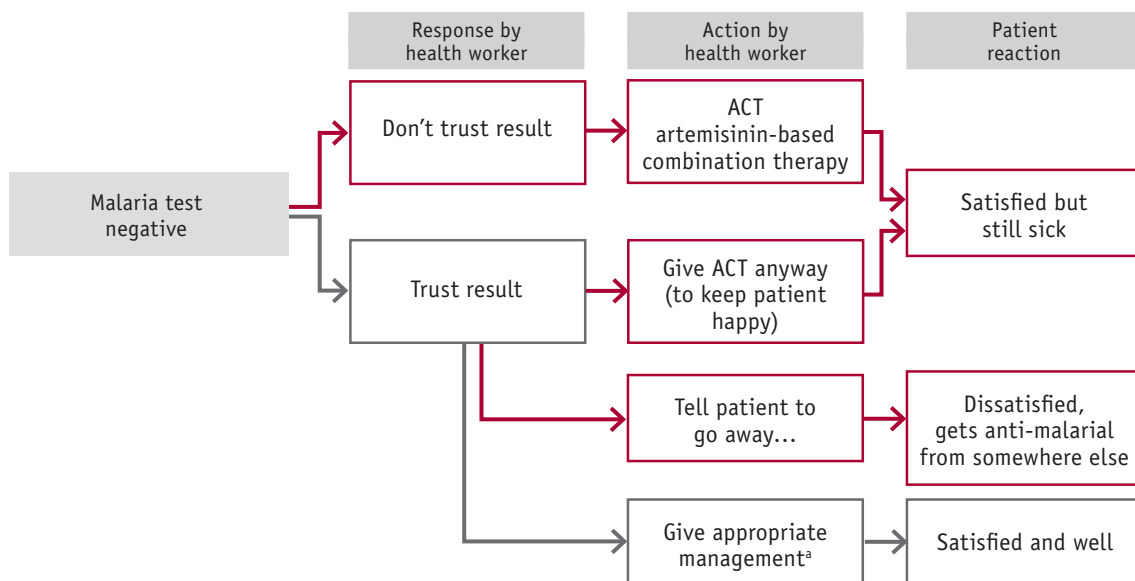 Response by
health worker
Action by
health worker
Patient
reaction
Malaria test
negative
Don't trust result
ACT
artemisinin-based
combination therapy
Satisfied but
still sick
Trust result
Give ACT anyway
(to keep patient
happy)
Tell patient to
go away...
Dissatisfied,
gets anti-malarial
from somewhere else
Give appropriate
managementᵃ
Satisfied and well